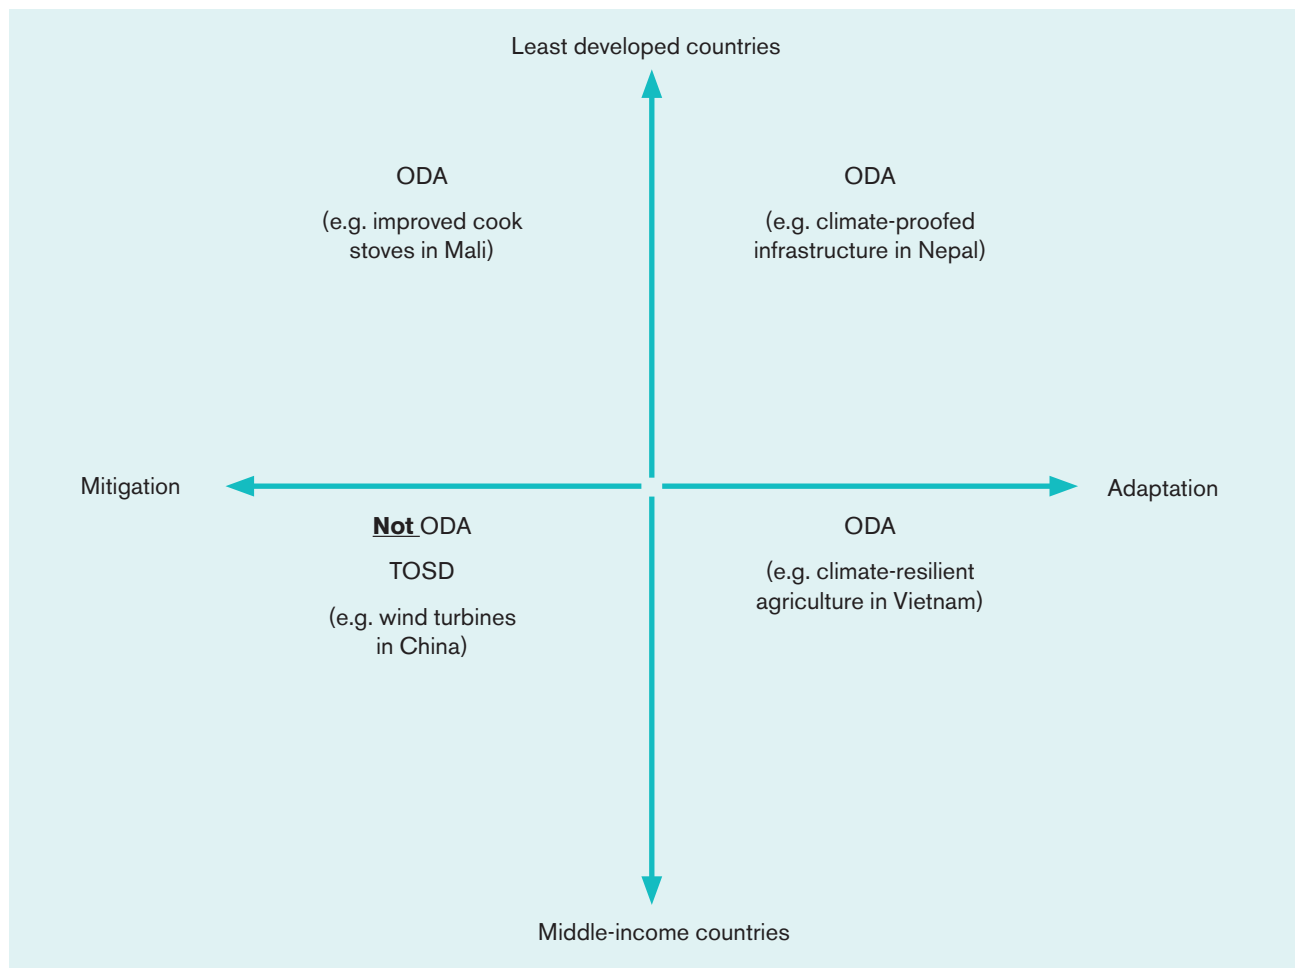 Least developed countries
ODA
(e.g. improved cook
stoves in Mali)
ODA
(e.g. climate-proofed
infrastructure in Nepal)
Mitigation
Adaptation
Not ODA
TOSD
(e.g. wind turbines
in China)
ODA
(e.g. climate-resilient
agriculture in Vietnam)
Middle-income countries